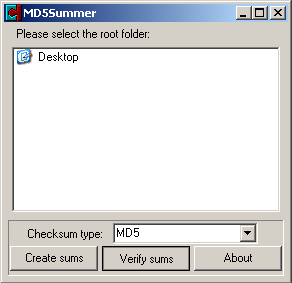 MD5Summer
Please select the root folder:
Desktop
Checksum type: MD5
Create sums Verify sums About